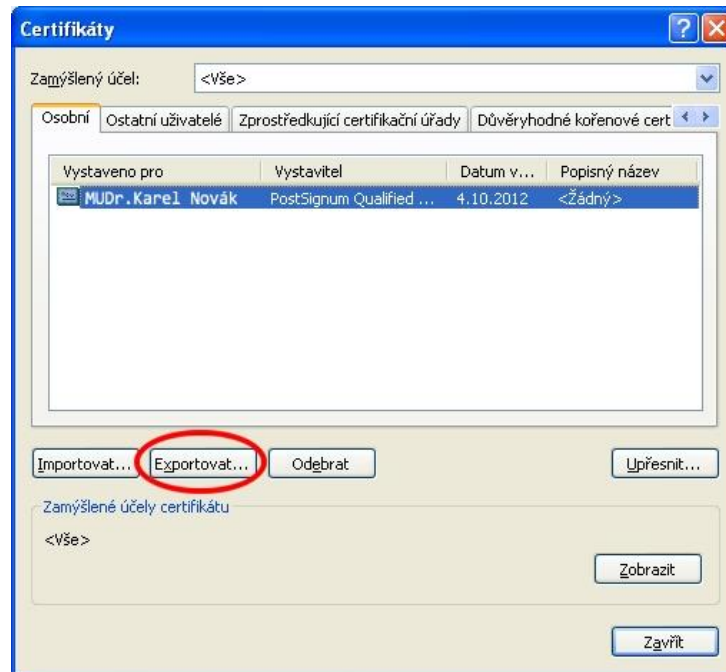 Certifikáty
Zamýšlený účel: <Vše>
Osobní Ostatní uživatelé Zprostředkující certifikační úřady Důvěryhodné kořenové cert
Vystaveno pro Vystavitel Datum v... Popisný název
MUDr.Karel Novák PostSignum Qualified ... 4.10.2012 <Žádný>
Importovat... Exportovat... Odebrat Upřesnit...
Zamýšlené účely certifikátu
<Vše>
Zobrazit
Zavřít